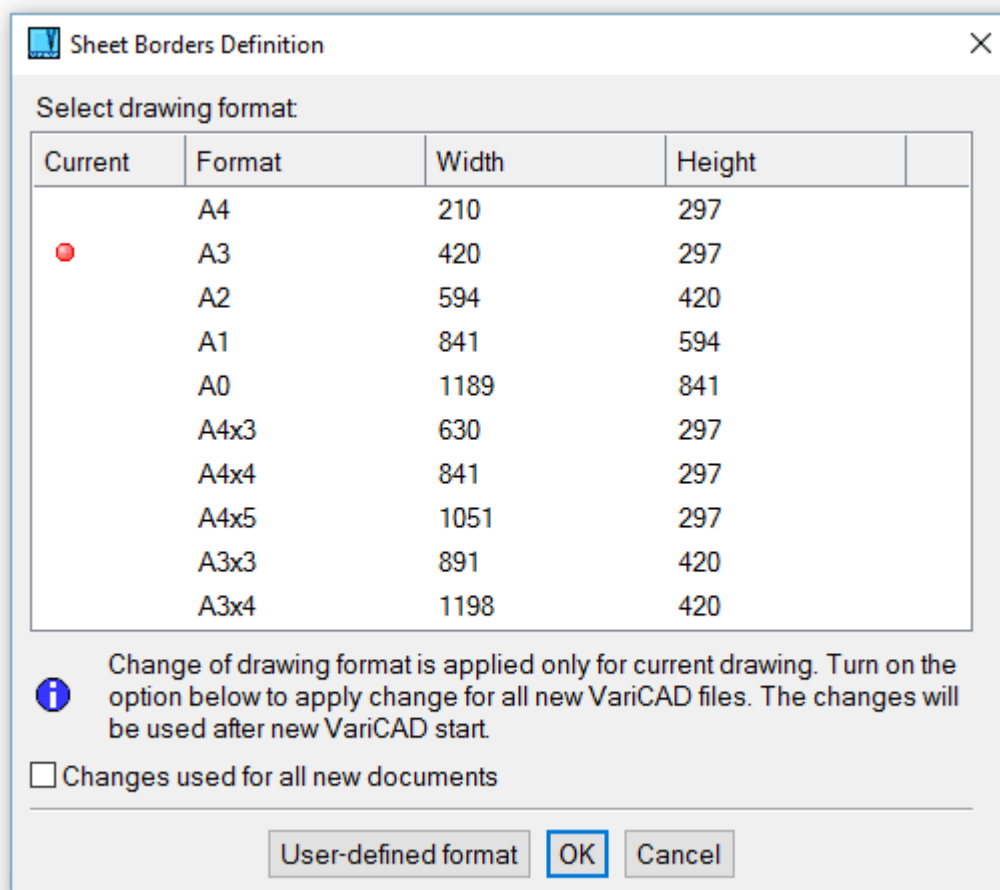 Sheet Borders Definition
Select drawing format:
Current Format Width Height
A4 210 297
A3 420 297
A2 594 420
A1 841 594
A0 1189 841
A4x3 630 297
A4x4 841 297
A4x5 1051 297
A3x3 891 420
A3x4 1198 420
Change of drawing format is applied only for current drawing. Turn on the
option below to apply change for all new VariCAD files. The changes will
be used after new VariCAD start.
Changes used for all new documents
User-defined format OK Cancel